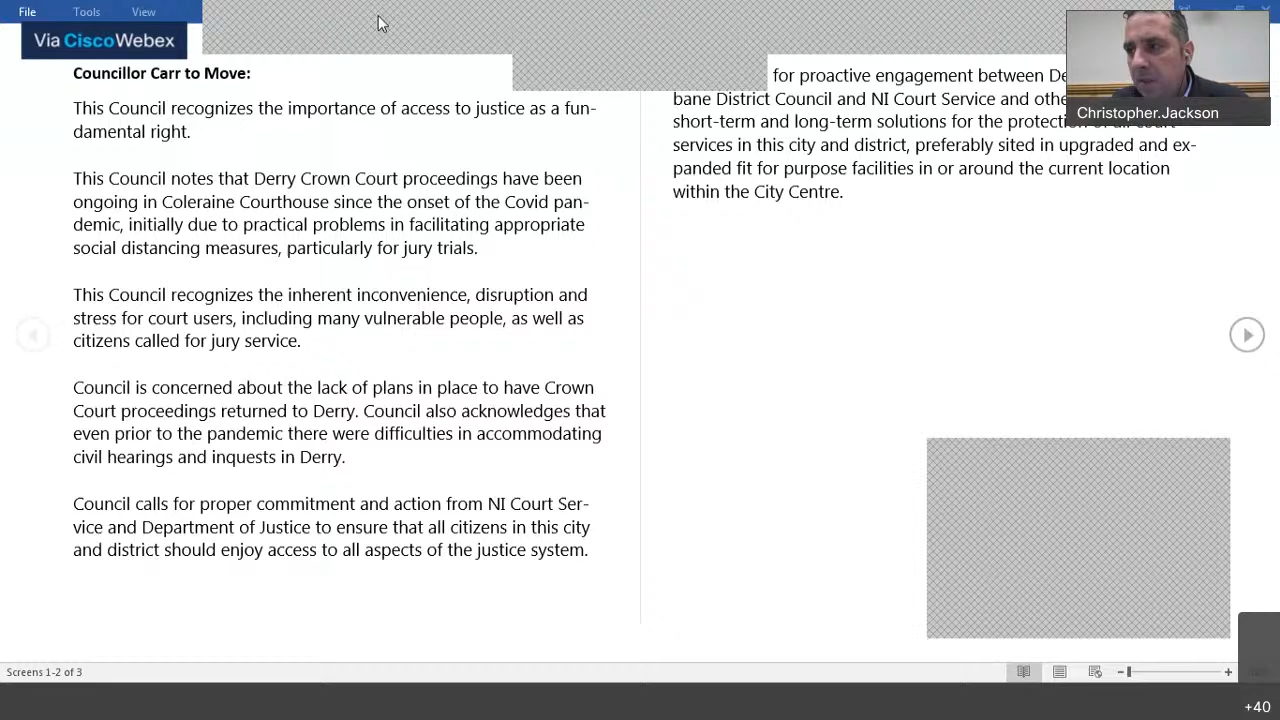 File Tools View
Via CiscoWebex
Councillor Carr to Move:
This Council recognizes the importance of access to justice as a fun-
damental right.
This Council notes that Derry Crown Court proceedings have been
ongoing in Coleraine Courthouse since the onset of the Covid pan-
demic, initially due to practical problems in facilitating appropriate
social distancing measures, particularly for jury trials.
This Council recognizes the inherent inconvenience, disruption and
stress for court users, including many vulnerable people, as well as
citizens called for jury service.
Council is concerned about the lack of plans in place to have Crown
Court proceedings returned to Derry. Council also acknowledges that
even prior to the pandemic there were difficulties in accommodating
civil hearings and inquests in Derry.
Council calls for proper commitment and action from NI Court Ser-
vice and Department of Justice to ensure that all citizens in this city
and district should enjoy access to all aspects of the justice system.
for proactive engagement between
bane District Council and NI Court Service and
short-term and long-term solutions for the protection
services in this city and district, preferably sited in upgraded and ex-
panded fit for purpose facilities in or around the current location
within the City Centre.
Christopher.Jackson
Screens 1-2 of 3
+40